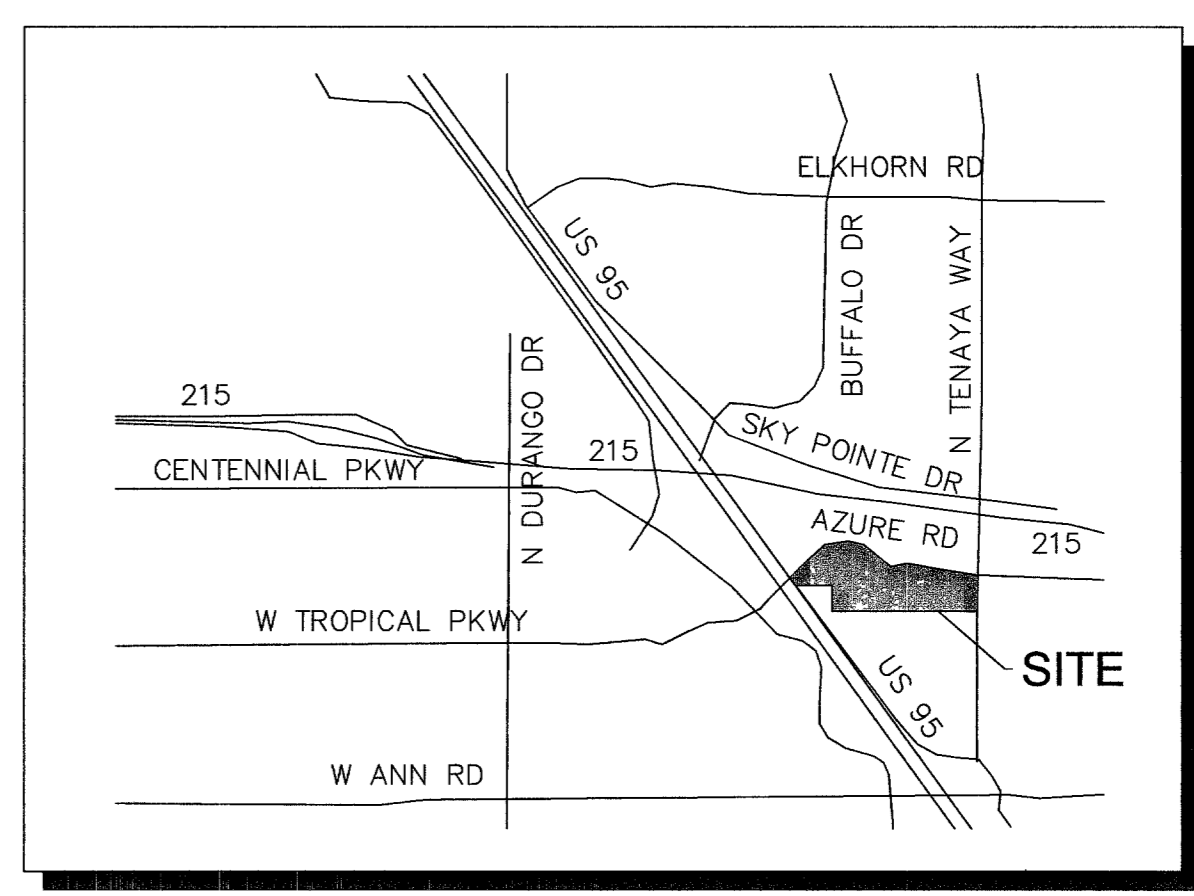 ELKHORN RD
US 95
BUFFALO DR
N TENAYA WAY
N DURANGO DR
215
SKY POINTE DR
215
CENTENNIAL PKWY
AZURE RD
215
W TROPICAL PKWY
SITE
US 95
W ANN RD